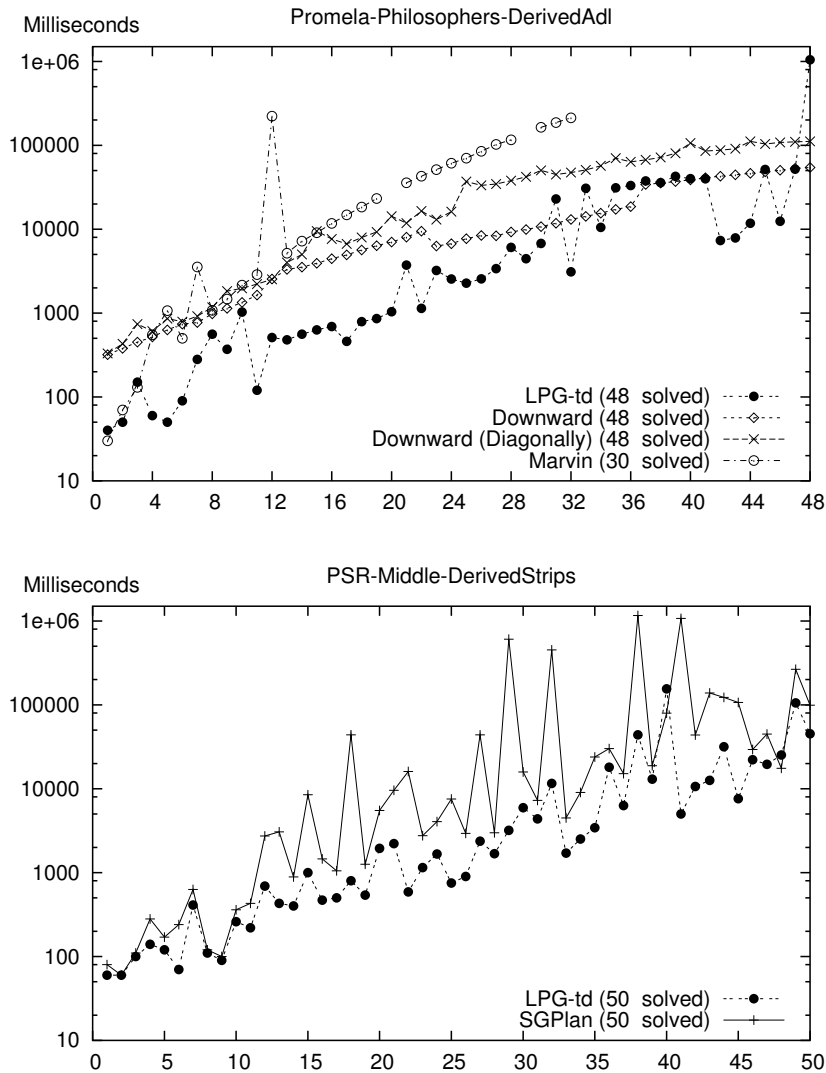 Promela-Philosophers-DerivedAdl
Milliseconds
1e+06
100000
10000
1000
100
10
LPG-td (48 solved)
Downward (48 solved)
Downward (Diagonally) (48 solved)
Marvin (30 solved)
0 4 8 12 16 20 24 28 32 36 40 44 48
PSR-Middle-DerivedStrips
Milliseconds
1e+06
100000
10000
1000
100
10
LPG-td (50 solved)
SGPlan (50 solved)
0 5 10 15 20 25 30 35 40 45 50